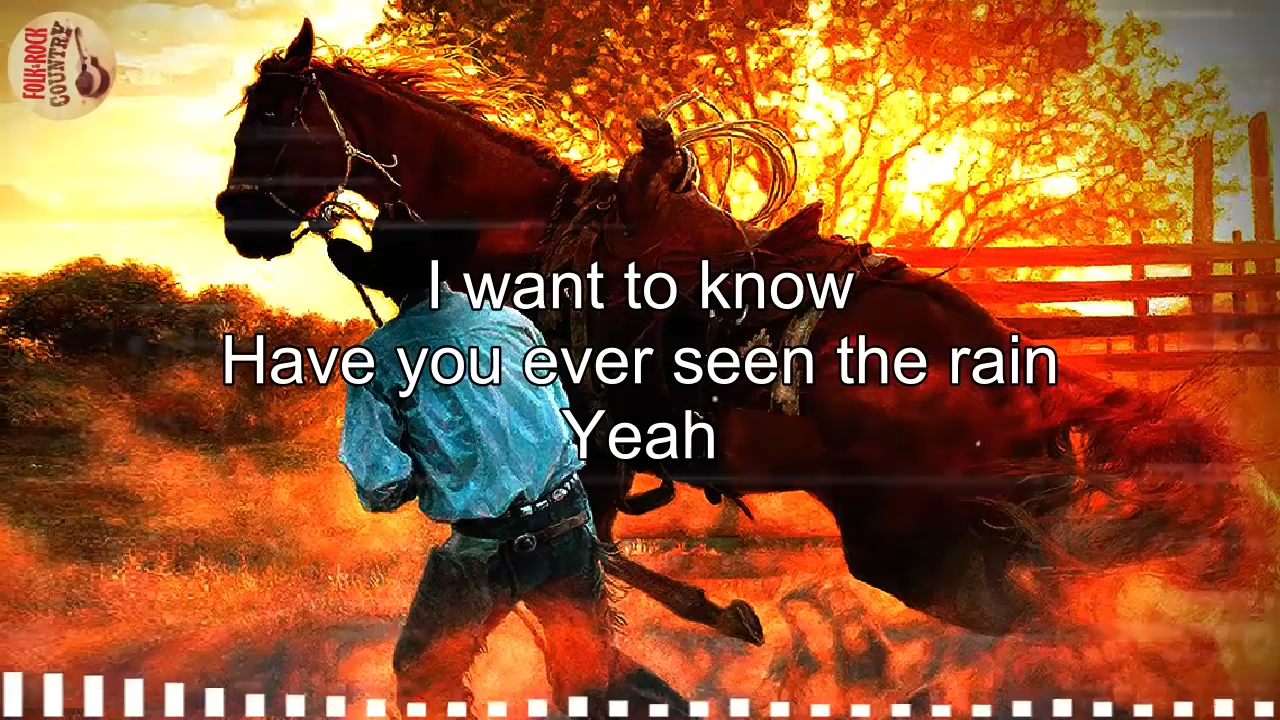 FOLK & ROCK
COUNTRY
I want to know
Have you ever seen the rain
Yeah